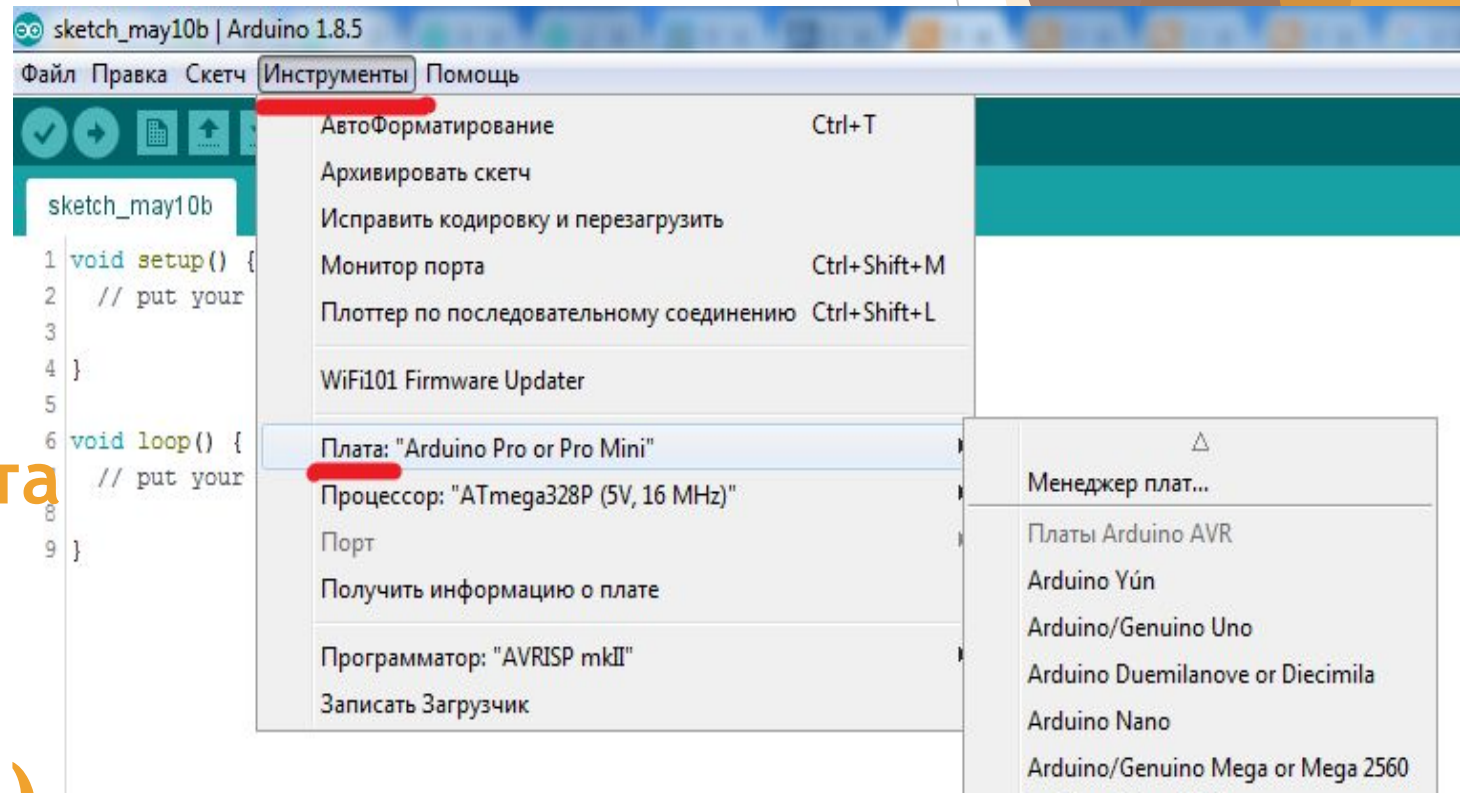 sketch_may10b | Arduino 1.8.5
Файл Правка Скетч Инструменты Помощь
sketch_may10b
АвтоФорматирование Ctrl+T
Архивировать скетч
Исправить кодировку и перезагрузить
Монитор порта Ctrl+Shift+M
Плоттер по последовательному соединению Ctrl+Shift+L
WiFi101 Firmware Updater
Плата: "Arduino Pro or Pro Mini"
Процессор: "ATmega328P (5V, 16 MHz)"
Порт
Получить информацию о плате
Программатор: "AVRISP mkII"
Записать Загрузчик
1 void setup() {
2 // put your
3
4 }
5
6 void loop() {
// put your
8
9 }
та
)
Менеджер плат...
Платы Arduino AVR
Arduino Yún
Arduino/Genuino Uno
Arduino Duemilanove or Diecimila
Arduino Nano
Arduino/Genuino Mega or Mega 2560